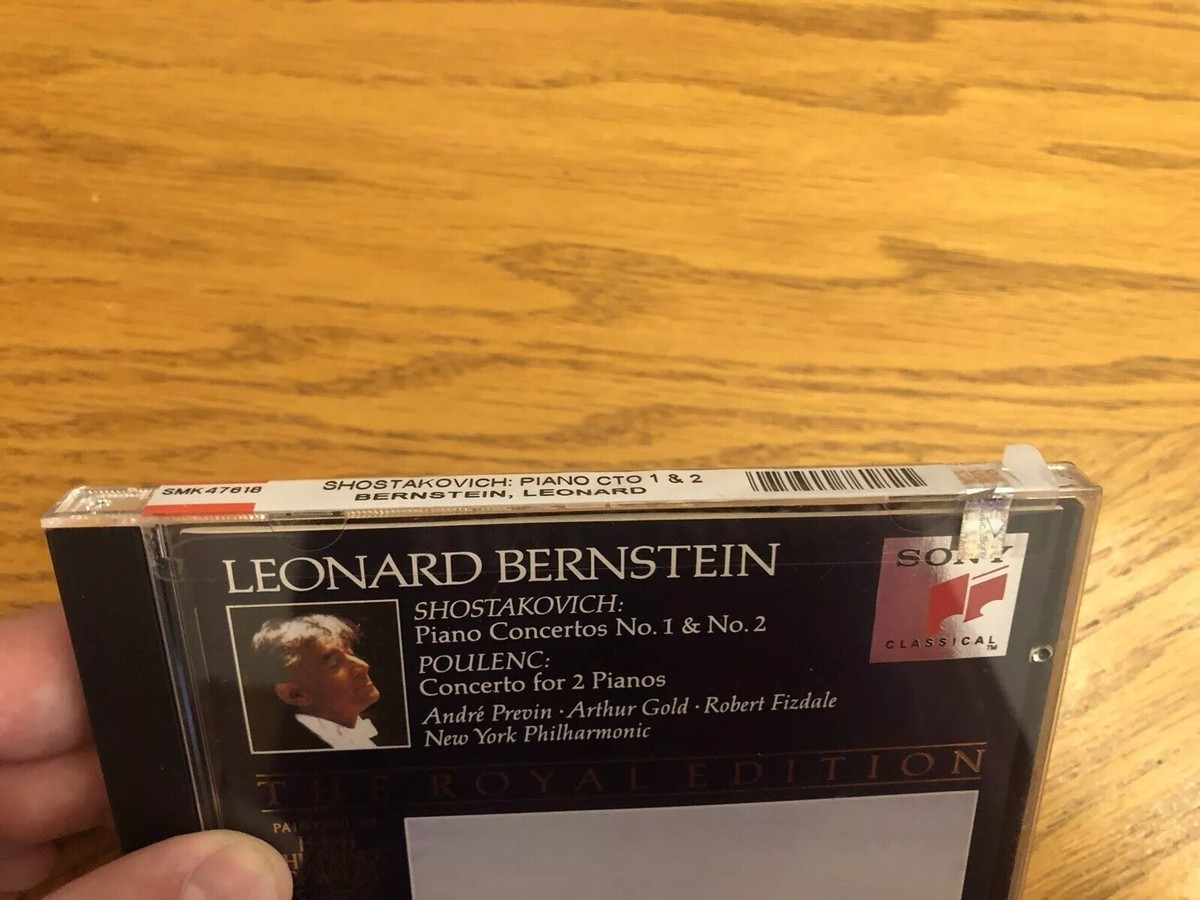 SMK47618
SHOSTAKOVICH: PIANO CTO 1 & 2
BERNSTEIN, LEONARD
LEONARD BERNSTEIN
SONY
CLASSICAL™
SHOSTAKOVICH:
Piano Concertos No. 1 & No. 2
POULENC:
Concerto for 2 Pianos
André Previn · Arthur Gold · Robert Fizdale
New York Philharmonic
THE ROYAL EDITION